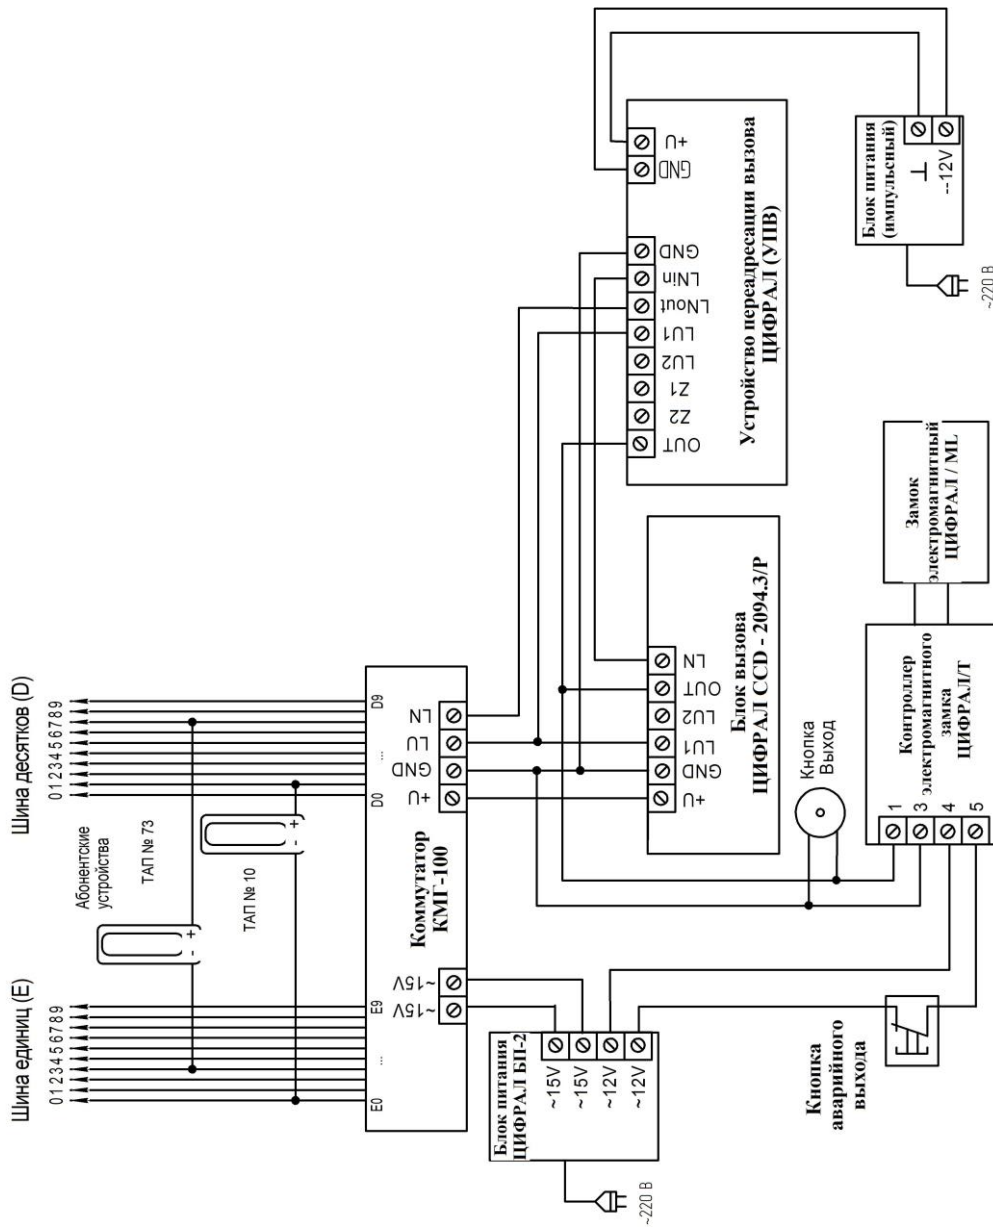 Шина единиц (E)
0 1 2 3 4 5 6 7 8 9
E0
...
E9
Абонентские
устройства
ТАП № 73
- +
ТАП № 10
- +
Шина десятков (D)
0 1 2 3 4 5 6 7 8 9
D0
...
D9
Коммутатор
КМГ-100
~15V
~15V
+U
GND
LU
LN
Блок питания
ЦИФРАЛ БП-2
~15V
~15V
~12V
~12V
~220 В
Блок вызова
ЦИФРАЛ CCD - 2094.3/P
+U
GND
LU1
LU2
OUT
LN
Устройство переадресации вызова
ЦИФРАЛ (УПВ)
OUT
Z2
Z1
LU2
LU1
LNout
LNin
GND
GND
+U
Кнопка
Выход
Кнопка
аварийного
выхода
Контроллер
электромагнитного
замка
ЦИФРАЛ/Т
1
3
4
5
Замок
электромагнитный
ЦИФРАЛ / ML
Блок питания
(импульсный)
⊥
--12V
~220 В